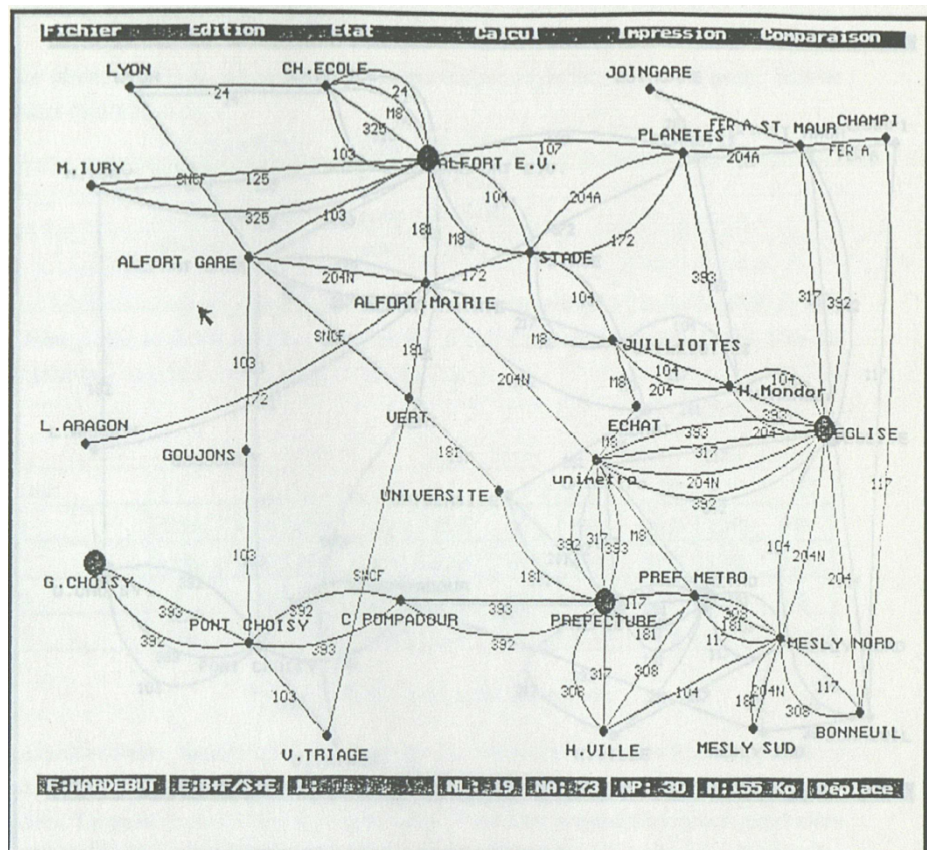 Fichier Edition Etat Calcul Impression Comparaison
LYON CH.ECOLE JOINGARE
24 24
M8
325 FER A ST MAUR CHAMPI
PLANETES FER A
103 107 204A
M.IVRY SNCF 125 ALFORT E.V.
104 204A
325 103
181 M8 172
ALFORT GARE STADE 393 317 392
204N 172
ALFORT.MAIRIE 104
SNCF M8 JUILLIOTTES
181 104
103 204N M8 204 104
72 H.Mondor
VERT. ECHAT 392
L.ARAGON M8 393 204 EGLISE
GOUJONS 181 317
unimetro 204N 117
UNIVERSITE 392
392 317 393 M8 104
103 204N
SNCF 181 PREF METRO 204
G.CHOISY 393 392 393 117 308
PONT CHOISY C.POMPADOUR PREFECTURE 181
392 393 392 181 117 MESLY NORD
317 308
103 308 104 204N 117
181 308
V.TRIAGE H.VILLE MESLY SUD BONNEUIL
F:MARDEBUT E:B+F/S+E L: NL: 19 NA: 73 NP: 30 M:155 Ko Déplace